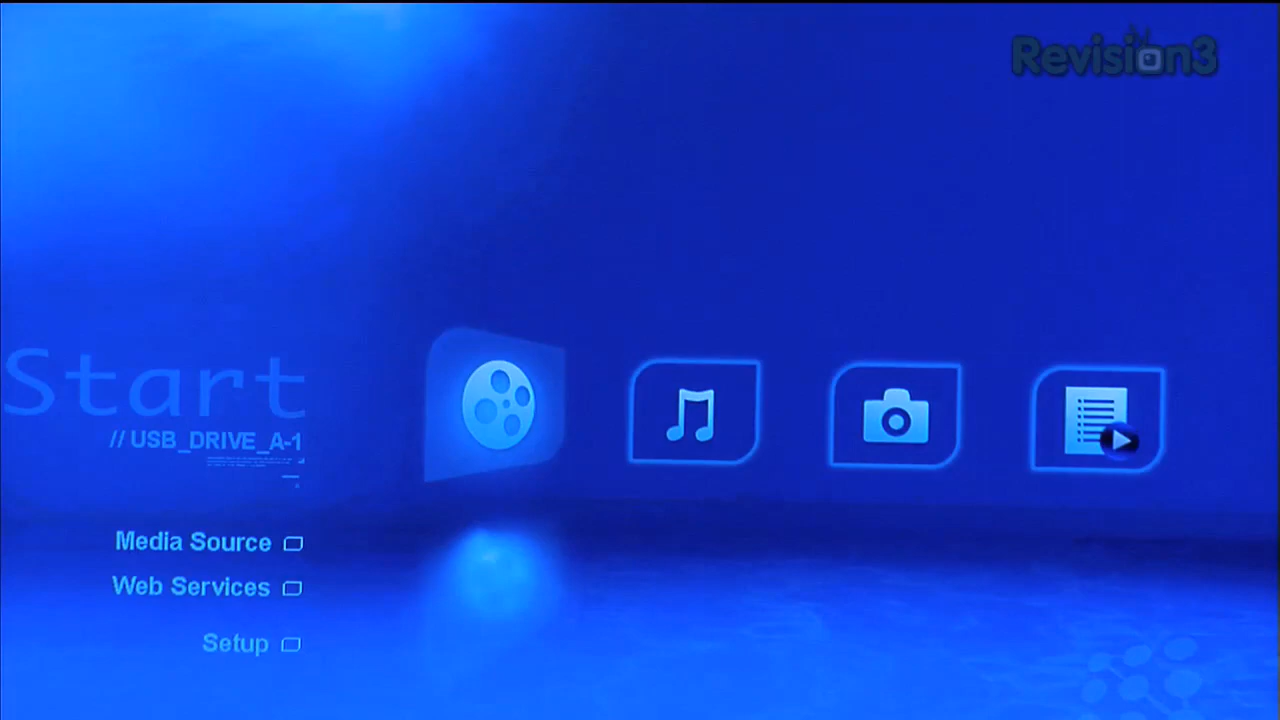 Revision3
Start
// USB_DRIVE_A-1
Media Source
Web Services
Setup